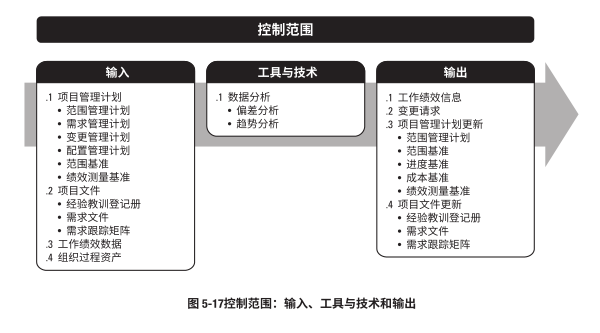 控制范围
输入
.1 项目管理计划
• 范围管理计划
• 需求管理计划
• 变更管理计划
• 配置管理计划
• 范围基准
• 绩效测量基准
.2 项目文件
• 经验教训登记册
• 需求文件
• 需求跟踪矩阵
.3 工作绩效数据
.4 组织过程资产
工具与技术
.1 数据分析
• 偏差分析
• 趋势分析
输出
.1 工作绩效信息
.2 变更请求
.3 项目管理计划更新
• 范围管理计划
• 范围基准
• 进度基准
• 成本基准
• 绩效测量基准
.4 项目文件更新
• 经验教训登记册
• 需求文件
• 需求跟踪矩阵
图 5-17控制范围：输入、工具与技术和输出